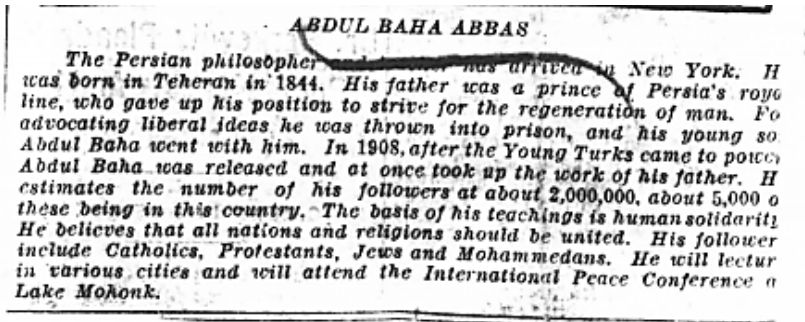 ABDUL BAHA ABBAS
The Persian philosopher and has arrived in New York. H
was born in Teheran in 1844. His father was a prince of Persia's roya
line, who gave up his position to strive for the regeneration of man. Fo
advocating liberal ideas he was thrown into prison, and his young so
Abdul Baha went with him. In 1908, after the Young Turks came to power
Abdul Baha was released and at once took up the work of his father. H
estimates the number of his followers at about 2,000,000, about 5,000 o
these being in this country. The basis of his teachings is human solidarity
He believes that all nations and religions should be united. His follower
include Catholics, Protestants, Jews and Mohammedans. He will lectur
in various cities and will attend the International Peace Conference a
Lake Mohonk.